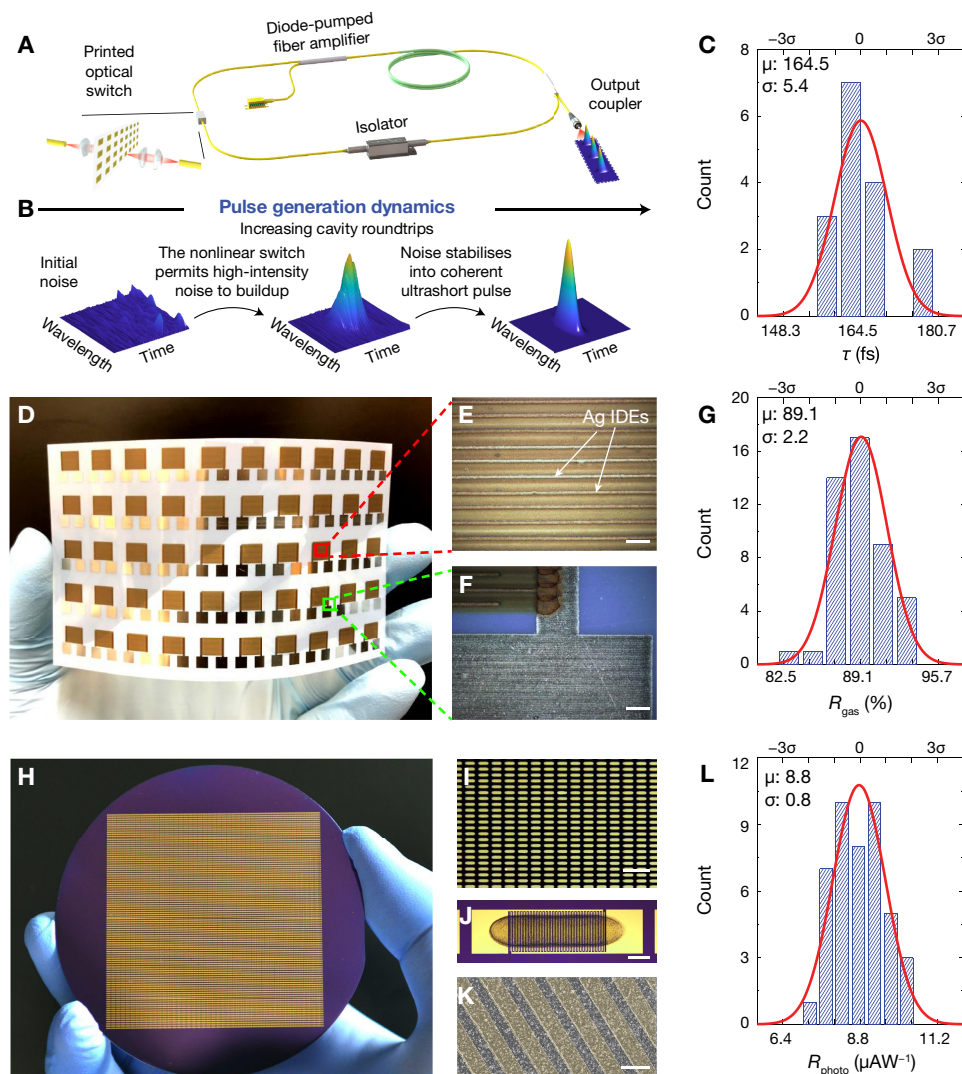 A
Printed
optical
switch
Diode-pumped
fiber amplifier
Isolator
Output
coupler
B
Pulse generation dynamics
Increasing cavity roundtrips
Initial
noise
The nonlinear switch
permits high-intensity
noise to buildup
Noise stabilises
into coherent
ultrashort pulse
Wavelength
Time
Wavelength
Time
Wavelength
Time
C
−3σ 0 3σ
μ: 164.5
σ: 5.4
8
6
4
2
0
Count
148.3 164.5 180.7
τ (fs)
D
E
Ag IDEs
F
G
−3σ 0 3σ
μ: 89.1
σ: 2.2
20
16
12
8
4
0
Count
82.5 89.1 95.7
Rgas (%)
H
I
J
K
L
−3σ 0 3σ
μ: 8.8
σ: 0.8
12
9
6
3
0
Count
6.4 8.8 11.2
Rphoto (μAW⁻¹)